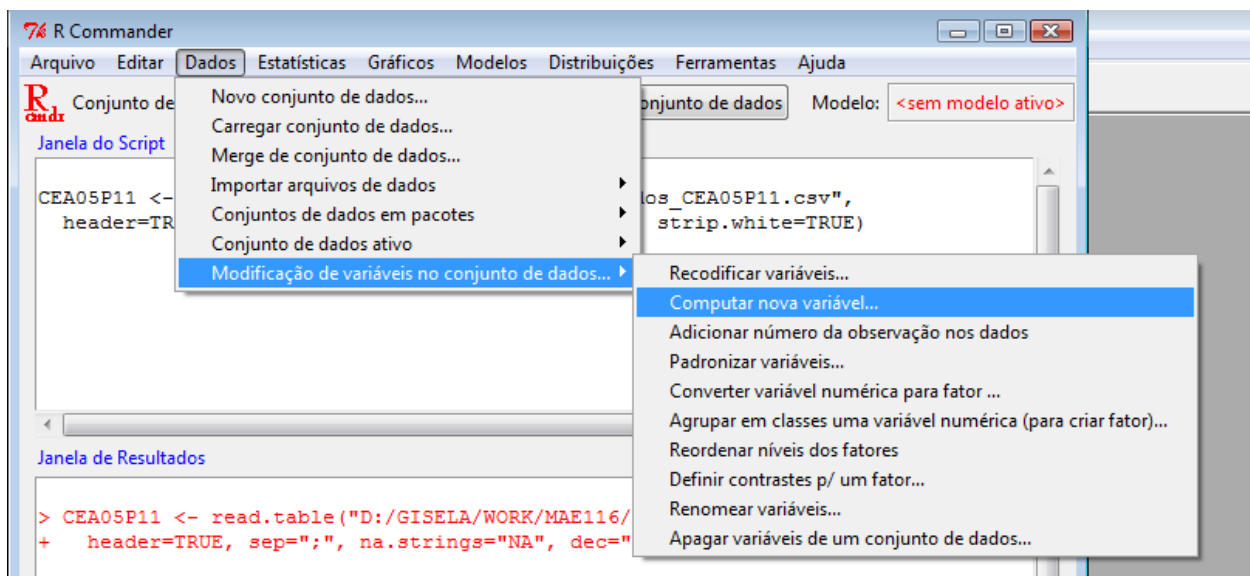 R Commander
Arquivo Editar Dados Estatísticas Gráficos Modelos Distribuições Ferramentas Ajuda
Rcmdr Conjunto de onjunto de dados Modelo: <sem modelo ativo>
Novo conjunto de dados...
Carregar conjunto de dados...
Merge de conjunto de dados...
Importar arquivos de dados
Conjuntos de dados em pacotes
Conjunto de dados ativo
Modificação de variáveis no conjunto de dados...
Janela do Script
CEA05P11 <- os_CEA05P11.csv",
header=TR strip.white=TRUE)
Recodificar variáveis...
Computar nova variável...
Adicionar número da observação nos dados
Padronizar variáveis...
Converter variável numérica para fator ...
Agrupar em classes uma variável numérica (para criar fator)...
Reordenar níveis dos fatores
Definir contrastes p/ um fator...
Renomear variáveis...
Apagar variáveis de um conjunto de dados...
Janela de Resultados
> CEA05P11 <- read.table("D:/GISELA/WORK/MAE116/
+ header=TRUE, sep=";", na.strings="NA", dec="